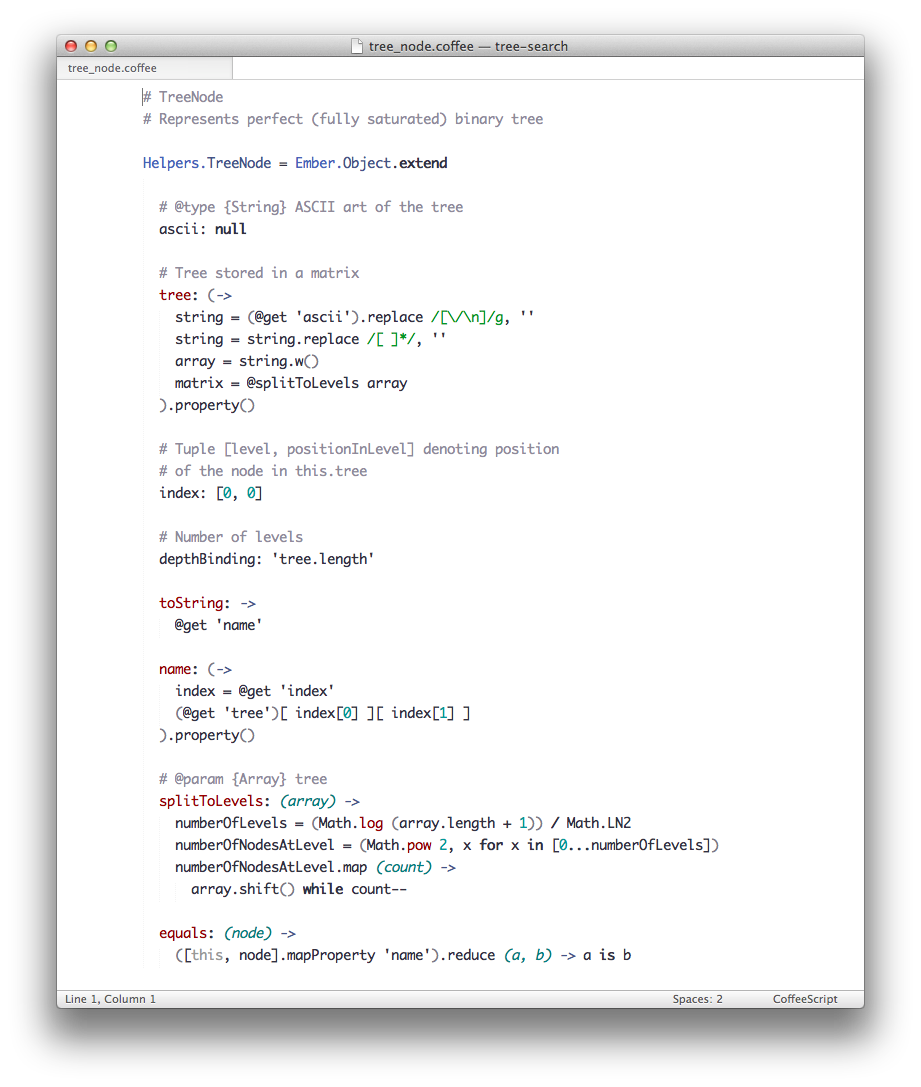 tree_node.coffee — tree-search
tree_node.coffee
# TreeNode
# Represents perfect (fully saturated) binary tree
Helpers.TreeNode = Ember.Object.extend
# @type {String} ASCII art of the tree
ascii: null
# Tree stored in a matrix
tree: (->
string = (@get 'ascii').replace /[\/\n]/g, ''
string = string.replace /[ ]*/, ''
array = string.w()
matrix = @splitToLevels array
).property()
# Tuple [level, positionInLevel] denoting position
# of the node in this.tree
index: [0, 0]
# Number of levels
depthBinding: 'tree.length'
toString: ->
@get 'name'
name: (->
index = @get 'index'
(@get 'tree')[ index[0] ][ index[1] ]
).property()
# @param {Array} tree
splitToLevels: (array) ->
numberOfLevels = (Math.log (array.length + 1)) / Math.LN2
numberOfNodesAtLevel = (Math.pow 2, x for x in [0...numberOfLevels])
numberOfNodesAtLevel.map (count) ->
array.shift() while count--
equals: (node) ->
([this, node].mapProperty 'name').reduce (a, b) -> a is b
Line 1, Column 1
Spaces: 2
CoffeeScript